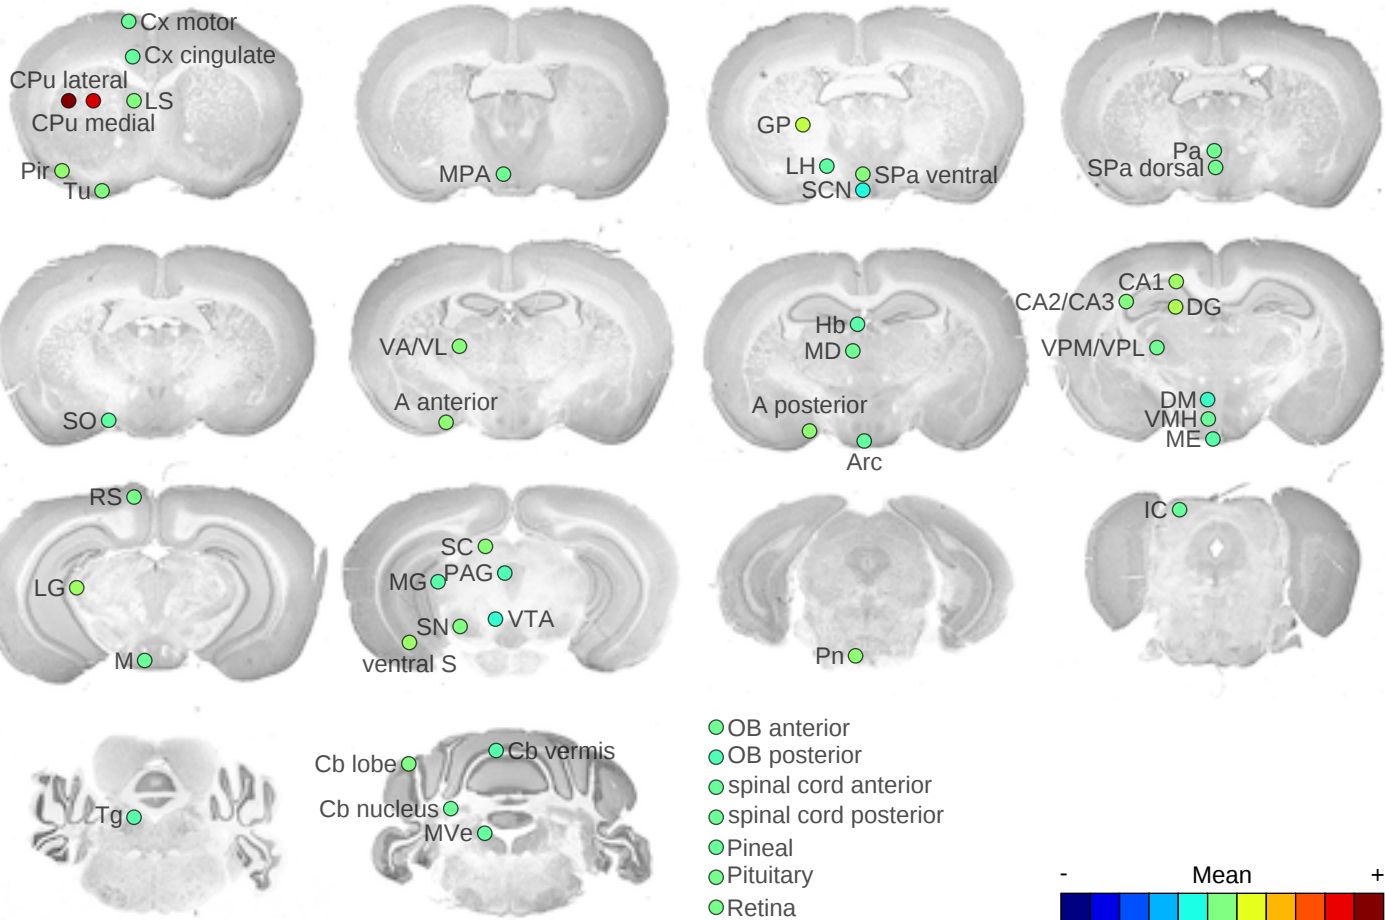 Cx motor
Cx cingulate
CPu lateral
LS
CPu medial
Pir
Tu
MPA
GP
LH
SPa ventral
SCN
Pa
SPa dorsal
SO
VA/VL
A anterior
Hb
MD
A posterior
Arc
CA1
CA2/CA3
DG
VPM/VPL
DM
VMH
ME
RS
LG
M
SC
MG
PAG
VTA
SN
ventral S
Pn
IC
Tg
Cb lobe
Cb vermis
Cb nucleus
MVe
OB anterior
OB posterior
spinal cord anterior
spinal cord posterior
Pineal
Pituitary
Retina
- Mean +